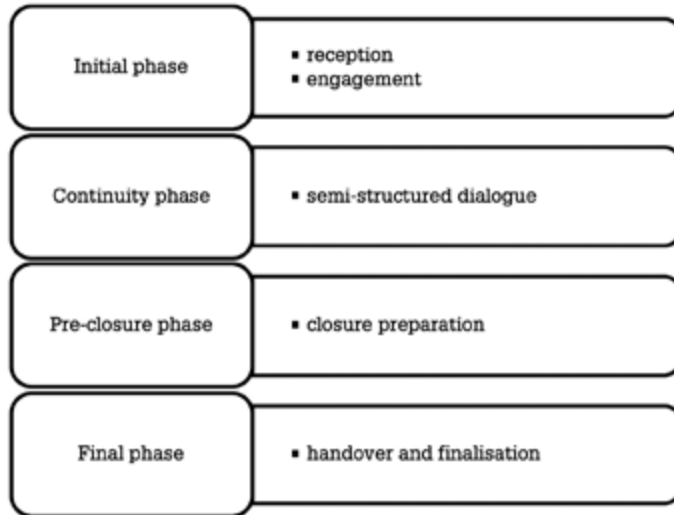 Initial phase
▪ reception
▪ engagement
Continuity phase
▪ semi-structured dialogue
Pre-closure phase
▪ closure preparation
Final phase
▪ handover and finalisation